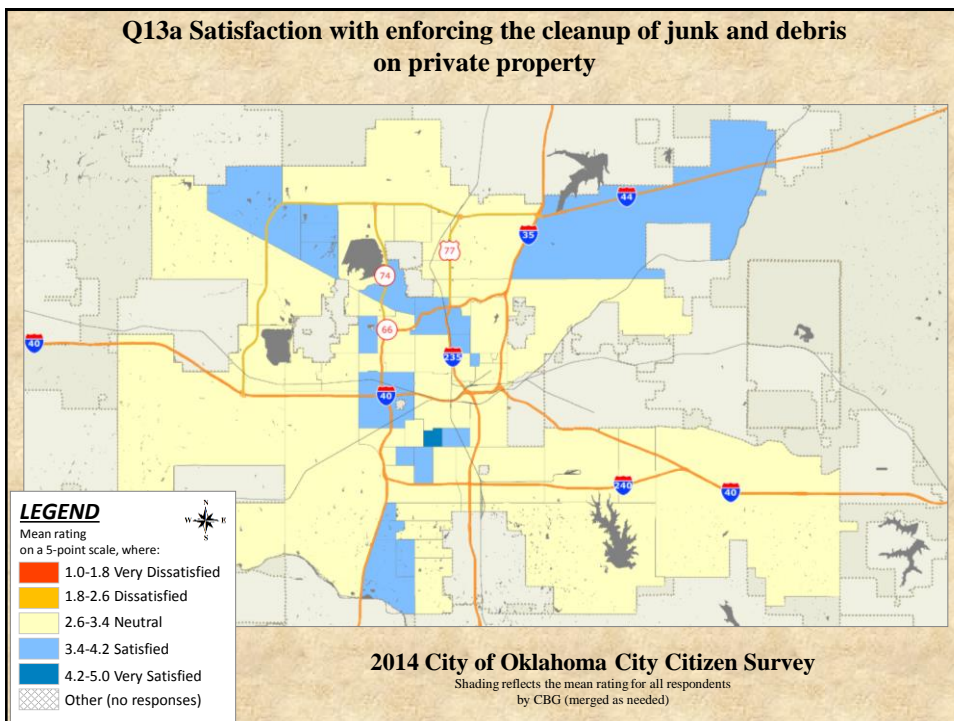 Q13a Satisfaction with enforcing the cleanup of junk and debris
on private property
44
35
77
74
66
40
235
40
240
40
LEGEND
N
W E
S
Mean rating
on a 5-point scale, where:
1.0-1.8 Very Dissatisfied
1.8-2.6 Dissatisfied
2.6-3.4 Neutral
3.4-4.2 Satisfied
4.2-5.0 Very Satisfied
Other (no responses)
2014 City of Oklahoma City Citizen Survey
Shading reflects the mean rating for all respondents
by CBG (merged as needed)